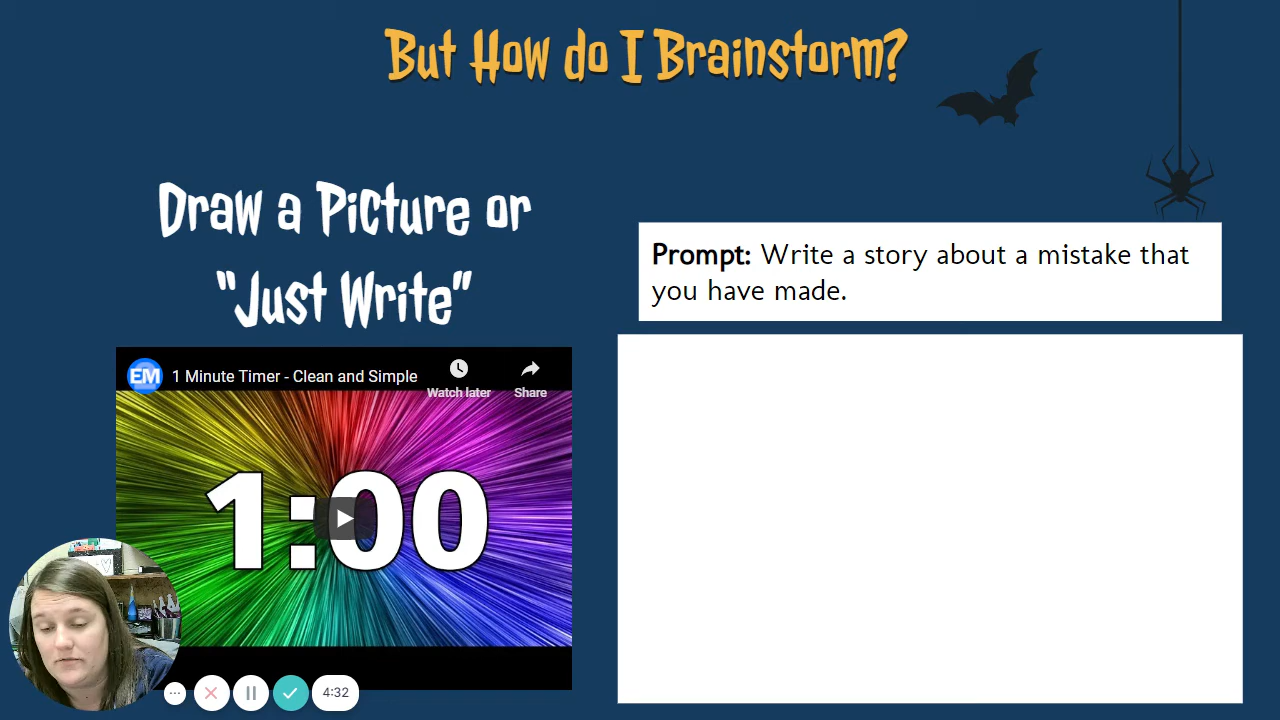 But How do I Brainstorm?
Draw a Picture or
"Just Write"
Prompt: Write a story about a mistake that
you have made.
EM
1 Minute Timer - Clean and Simple
Watch later
Share
1:00
4:32